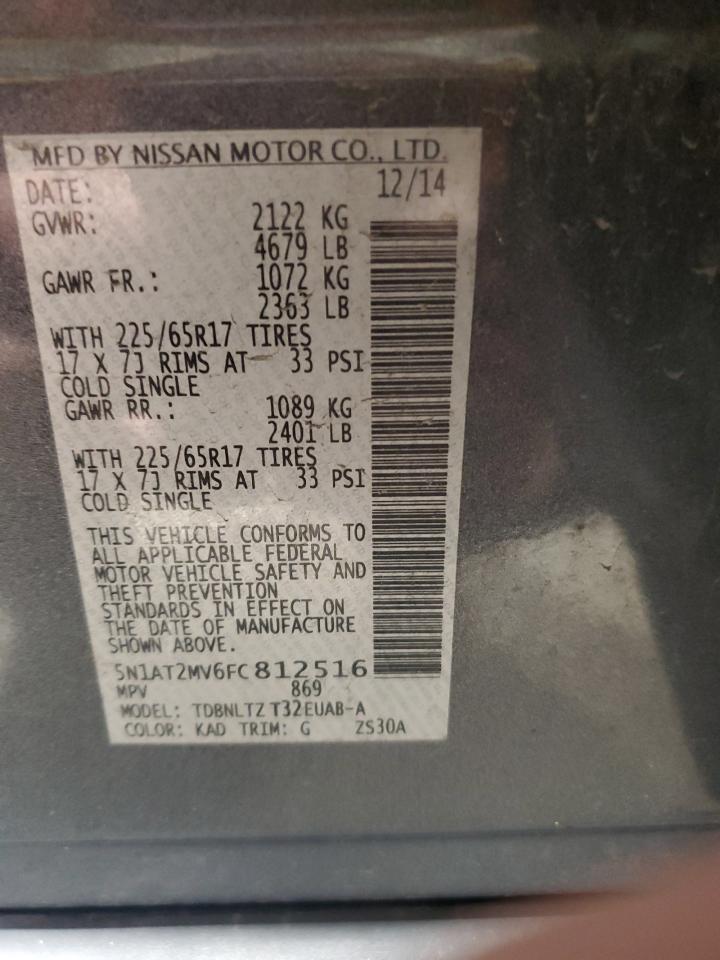 MFD BY NISSAN MOTOR CO., LTD.
DATE: 12/14
GVWR: 2122 KG
4679 LB
GAWR FR.: 1072 KG
2363 LB
WITH 225/65R17 TIRES
17 X 7J RIMS AT 33 PSI
COLD SINGLE
GAWR RR.: 1089 KG
2401 LB
WITH 225/65R17 TIRES
17 X 7J RIMS AT 33 PSI
COLD SINGLE
THIS VEHICLE CONFORMS TO
ALL APPLICABLE FEDERAL
MOTOR VEHICLE SAFETY AND
THEFT PREVENTION
STANDARDS IN EFFECT ON
THE DATE OF MANUFACTURE
SHOWN ABOVE.
5N1AT2MV6FC812516
MPV 869
MODEL: TDBNLTZ T32EUAB-A
COLOR: KAD TRIM: G ZS30A